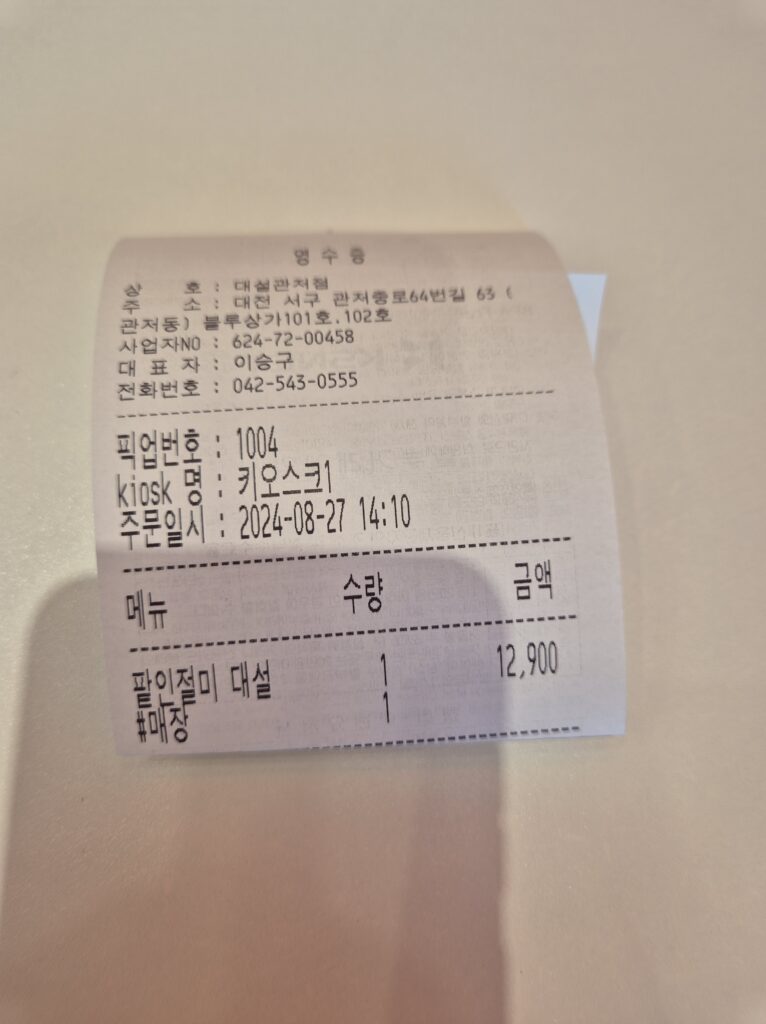 영 수 증
상 호 : 대설관저점
주 소 : 대전 서구 관저중로64번길 63 (
관저동) 블루상가101호.102호
사업자NO : 624-72-00458
대 표 자 : 이승구
전화번호 : 042-543-0555
픽업번호 : 1004
kiosk 명 : 키오스크1
주문일시 : 2024-08-27 14:10
메뉴 수량 금액
팥인절미 대설 1 12,900
#매장 1